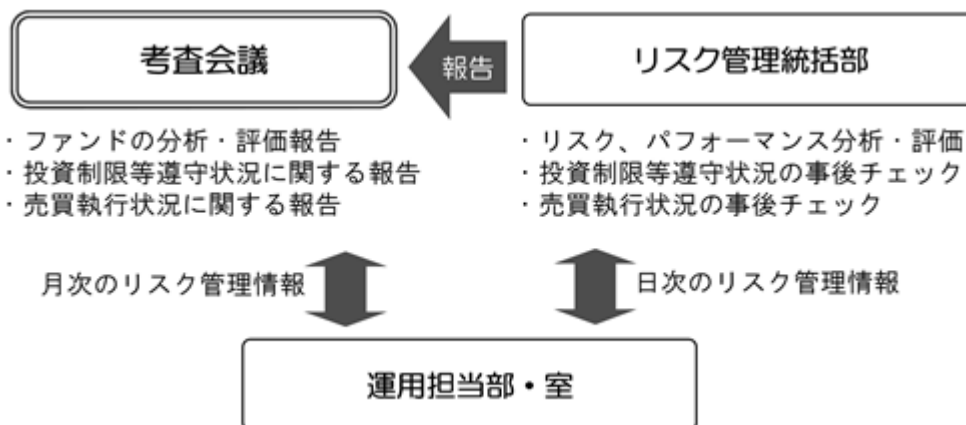 考査会議
報告
リスク管理統括部
・ファンドの分析・評価報告
・投資制限等遵守状況に関する報告
・売買執行状況に関する報告
・リスク、パフォーマンス分析・評価
・投資制限等遵守状況の事後チェック
・売買執行状況の事後チェック
月次のリスク管理情報
日次のリスク管理情報
運用担当部・室